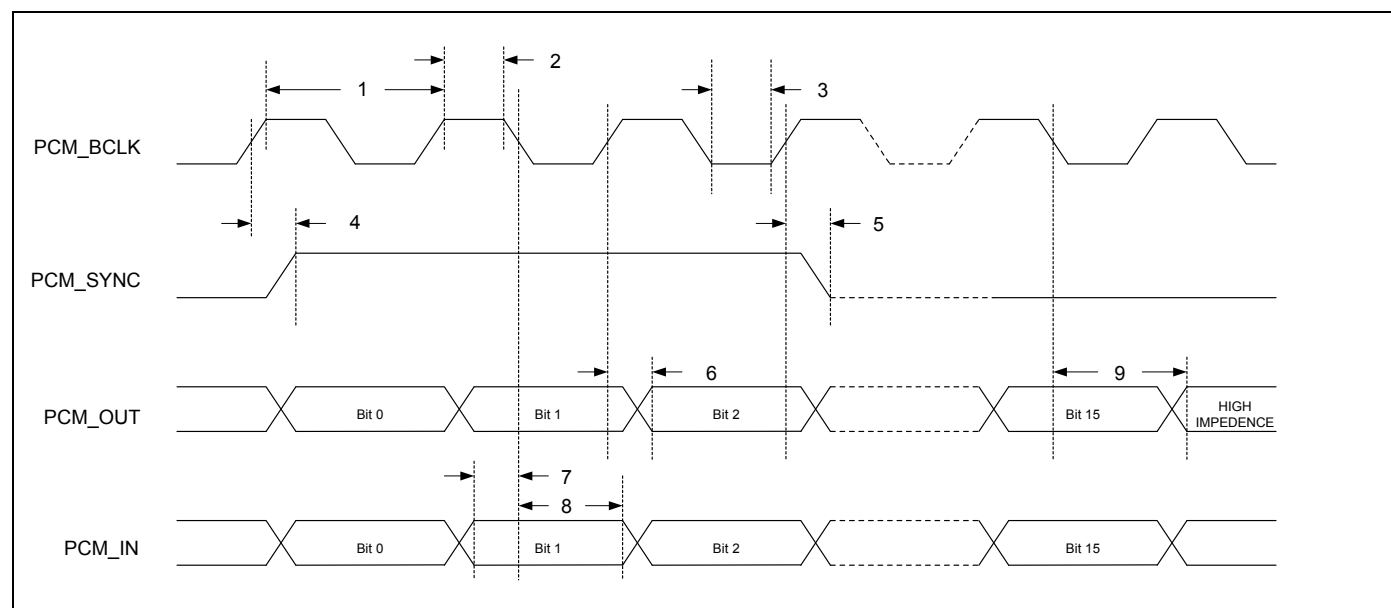 2
1
3
PCM_BCLK
4
5
PCM_SYNC
6
9
PCM_OUT
Bit 0
Bit 1
Bit 2
Bit 15
HIGH
IMPEDENCE
7
8
PCM_IN
Bit 0
Bit 1
Bit 2
Bit 15